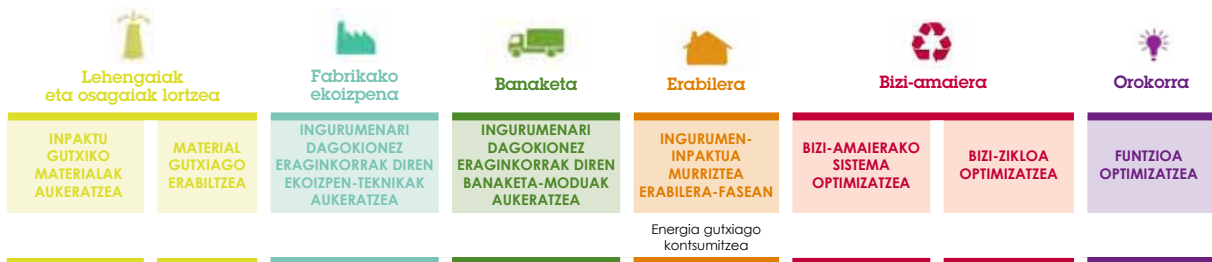 Lehengaiak
eta osagaiak lortzea
Fabrikako
ekoizpena
Banaketa
Erabilera
Bizi-amaiera
Orokorra
INPAKTU
GUTXIKO
MATERIALAK
AUKERATZEA
MATERIAL
GUTXIAGO
ERABILTZEA
INGURUMENARI
DAGOKIONEZ
ERAGINKORRAK DIREN
EKOIZPEN-TEKNIKAK
AUKERATZEA
INGURUMENARI
DAGOKIONEZ
ERAGINKORRAK DIREN
BANAKETA-MODUAK
AUKERATZEA
INGURUMEN-
INPAKTUA
MURRIZTEA
ERABILERA-FASEAN
BIZI-AMAIERAKO
SISTEMA
OPTIMIZATZEA
BIZI-ZIKLOA
OPTIMIZATZEA
FUNTZIOA
OPTIMIZATZEA
Energia gutxiago
kontsumitzea